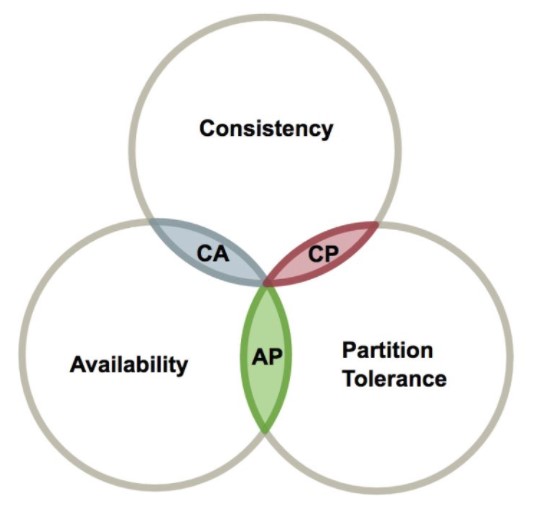 Consistency
CA
CP
AP
Availability
Partition
Tolerance